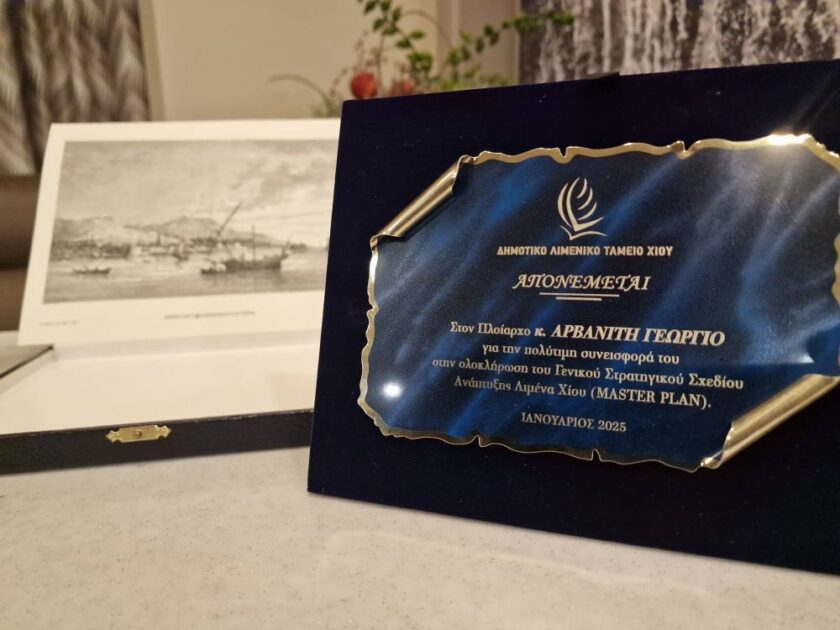 ΔΗΜΟΤΙΚΟ ΛΙΜΕΝΙΚΟ ΤΑΜΕΙΟ ΧΙΟΥ
ΑΠΟΝΕΜΕΤΑΙ
Στον Πλοίαρχο κ. ΑΡΒΑΝΙΤΗ ΓΕΩΡΓΙΟ
για την πολύτιμη συνεισφορά του
στην ολοκλήρωση του Γενικού Στρατηγικού Σχεδίου
Ανάπτυξης Λιμένα Χίου (MASTER PLAN).
ΙΑΝΟΥΑΡΙΟΣ 2025